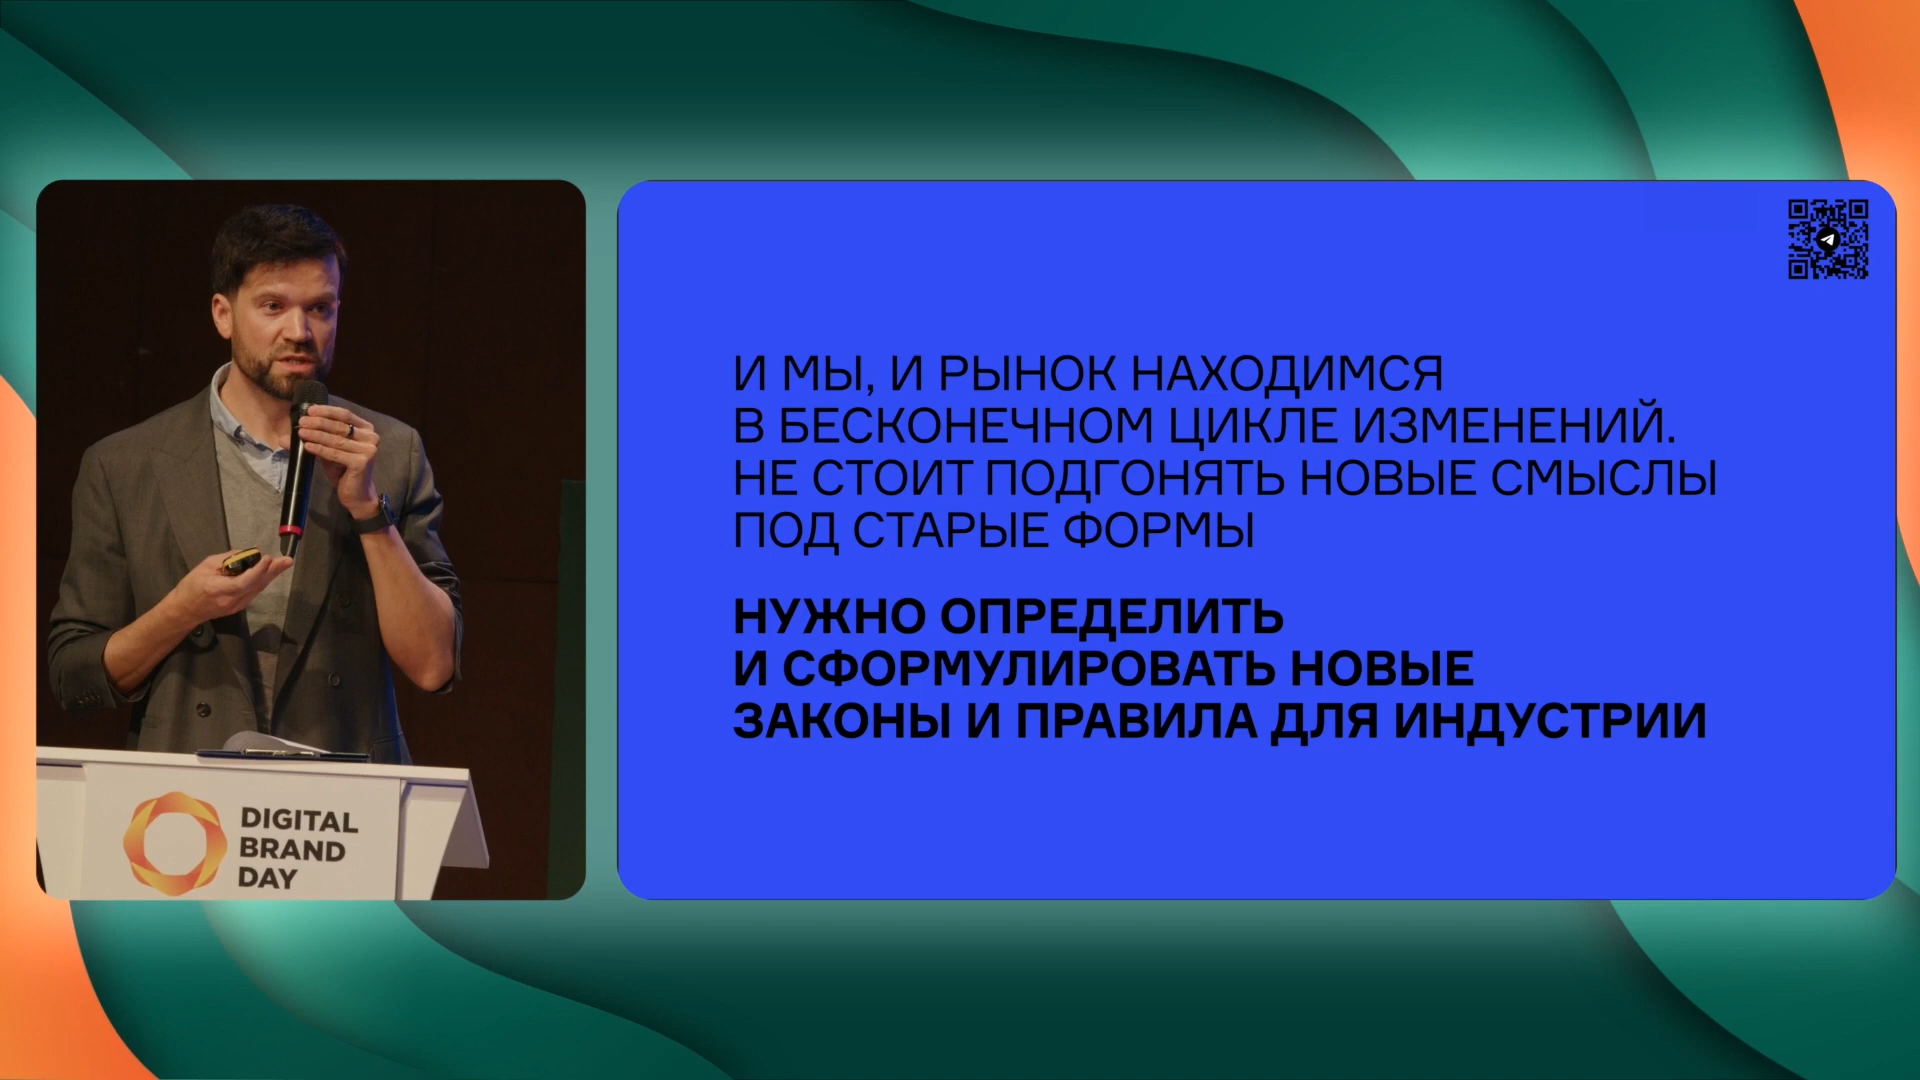 И МЫ, И РЫНОК НАХОДИМСЯ
В БЕСКОНЕЧНОМ ЦИКЛЕ ИЗМЕНЕНИЙ.
НЕ СТОИТ ПОДГОНЯТЬ НОВЫЕ СМЫСЛЫ
ПОД СТАРЫЕ ФОРМЫ
НУЖНО ОПРЕДЕЛИТЬ
И СФОРМУЛИРОВАТЬ НОВЫЕ
ЗАКОНЫ И ПРАВИЛА ДЛЯ ИНДУСТРИИ
DIGITAL
BRAND
DAY